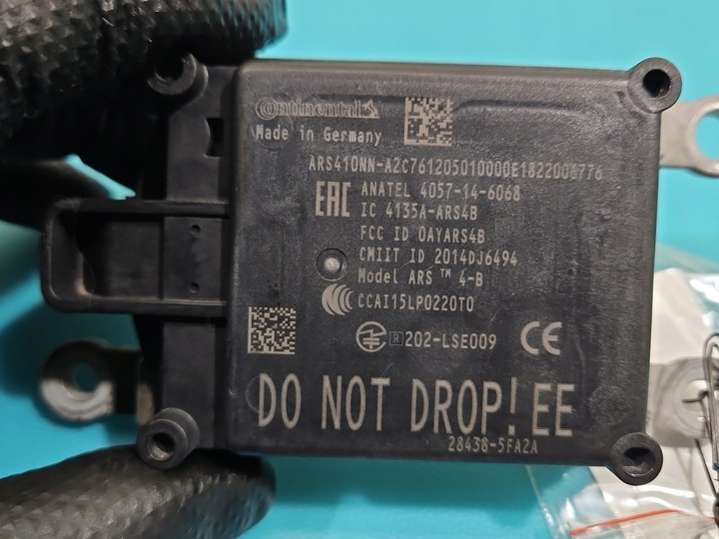 Continental
Made in Germany
ARS410NN-A2C761205010000E1822006776
ANATEL 4057-14-6068
EAC
IC 4135A-ARS4B
FCC ID OAYARS4B
CMIIT ID 2014DJ6494
Model ARS ™ 4-B
CCAI15LP0220T0
R 202-LSE009
CE
DO NOT DROP! EE
28438-5FA2A